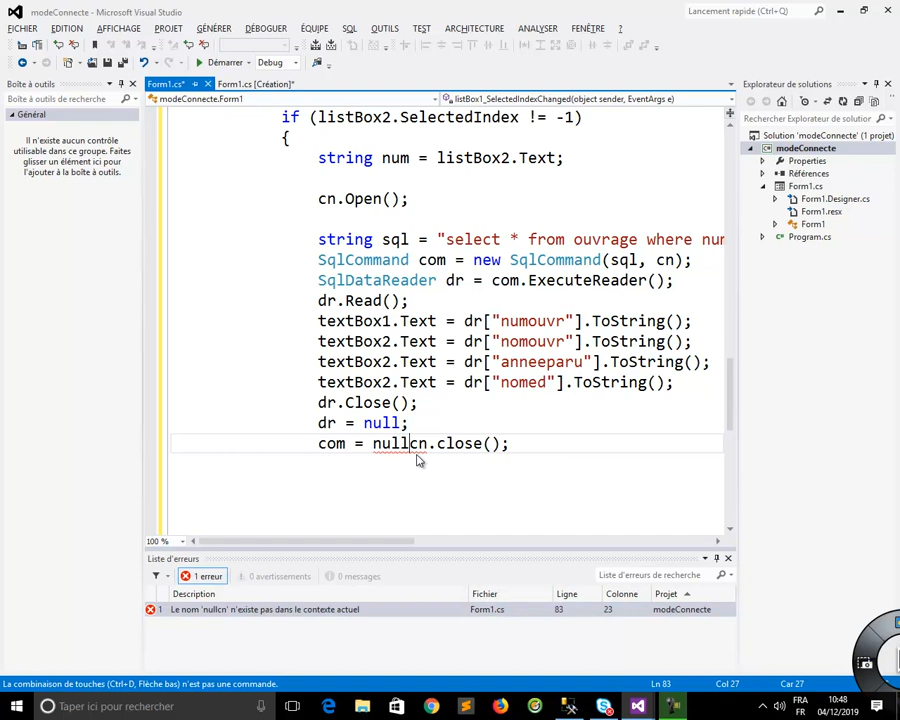 modeConnecte - Microsoft Visual Studio
Lancement rapide (Ctrl+Q)
FICHIER EDITION AFFICHAGE PROJET GÉNÉRER DÉBOGUER ÉQUIPE SQL OUTILS TEST ARCHITECTURE ANALYSER FENÊTRE ?
Démarrer Debug
Boîte à outils
Form1.cs* Form1.cs [Création]*
Explorateur de solutions
Boîte à outils de recherche
modeConnecte.Form1
listBox1_SelectedIndexChanged(object sender, EventArgs e)
Général
Il n'existe aucun contrôle
utilisable dans ce groupe. Faites
glisser un élément ici pour
l'ajouter à la boîte à outils.
if (listBox2.SelectedIndex != -1)
{
string num = listBox2.Text;
cn.Open();
string sql = "select * from ouvrage where num
SqlCommand com = new SqlCommand(sql, cn);
SqlDataReader dr = com.ExecuteReader();
dr.Read();
textBox1.Text = dr["numouvr"].ToString();
textBox2.Text = dr["nomouvr"].ToString();
textBox2.Text = dr["anneeparu"].ToString();
textBox2.Text = dr["nomed"].ToString();
dr.Close();
dr = null;
com = nullcn.close();
100 %
Rechercher Explorateur de solution
Solution 'modeConnecte' (1 projet)
modeConnecte
Properties
Références
Form1.cs
Form1.Designer.cs
Form1.resx
Form1
Program.cs
Liste d'erreurs
1 erreur 0 avertissements 0 messages
Liste d'erreurs de recherche
Description Fichier Ligne Colonne Projet
1 Le nom 'nullcn' n'existe pas dans le contexte actuel Form1.cs 83 23 modeConnecte
La combinaison de touches (Ctrl+D, Flèche bas) n'est pas une commande. Ln 83 Col 27 Car 27
Taper ici pour rechercher
FRA 10:48
FR 04/12/2019